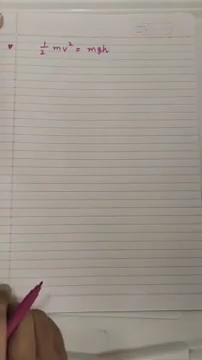 ½ mv² = mgh